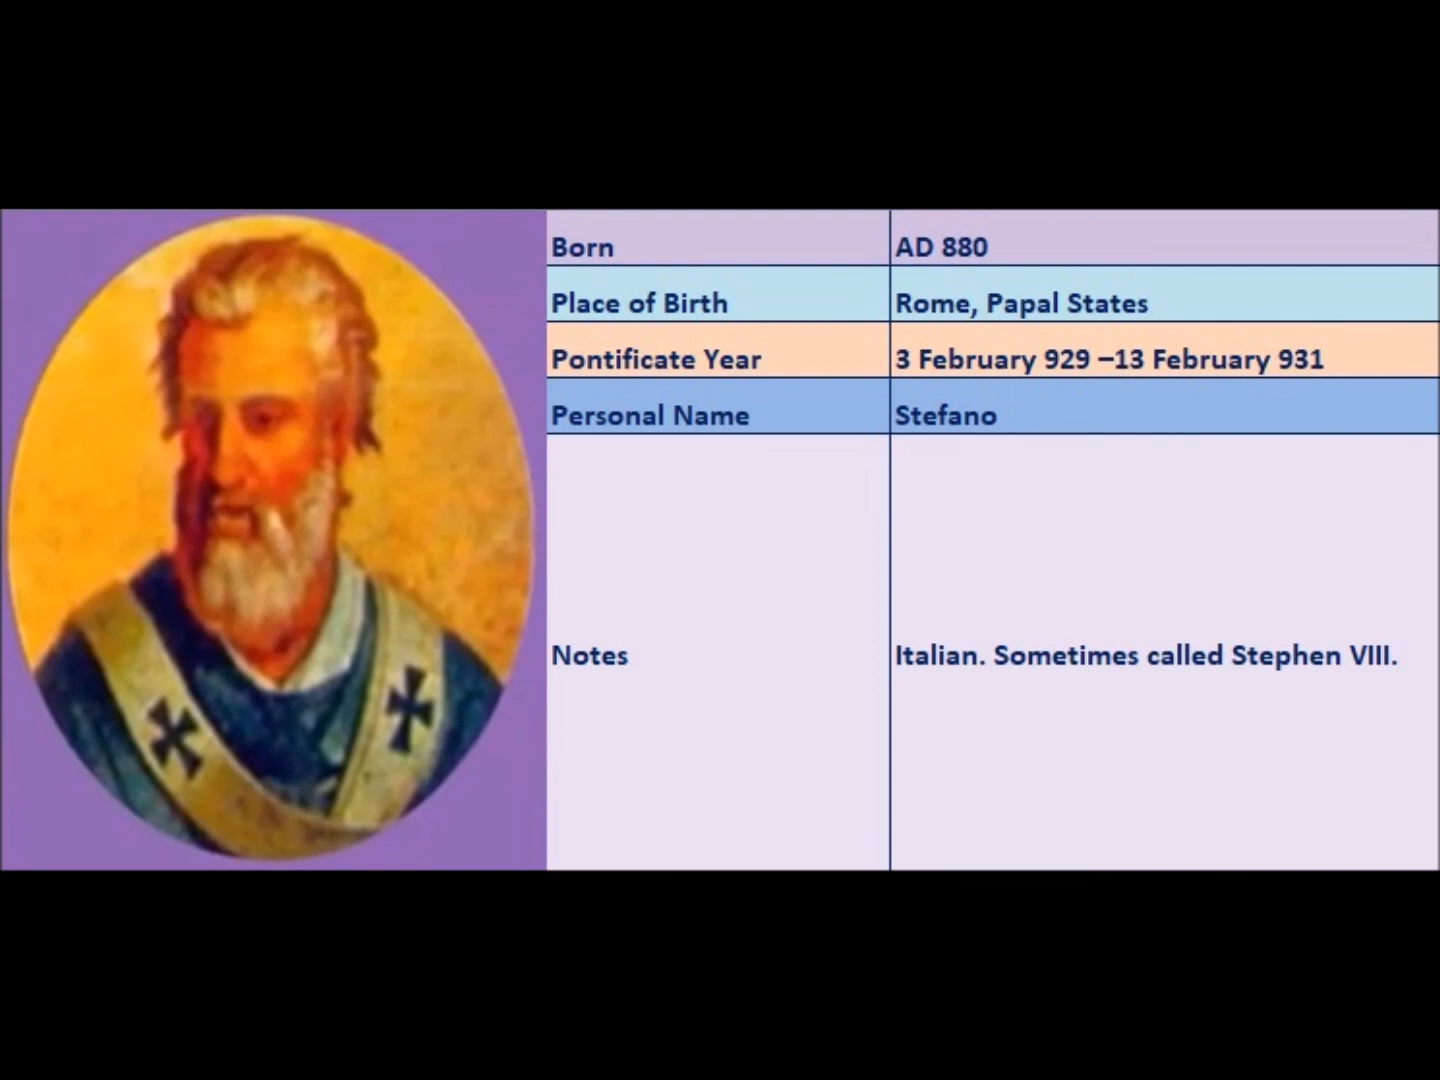 Born AD 880
Place of Birth Rome, Papal States
Pontificate Year 3 February 929 –13 February 931
Personal Name Stefano
Notes Italian. Sometimes called Stephen VIII.